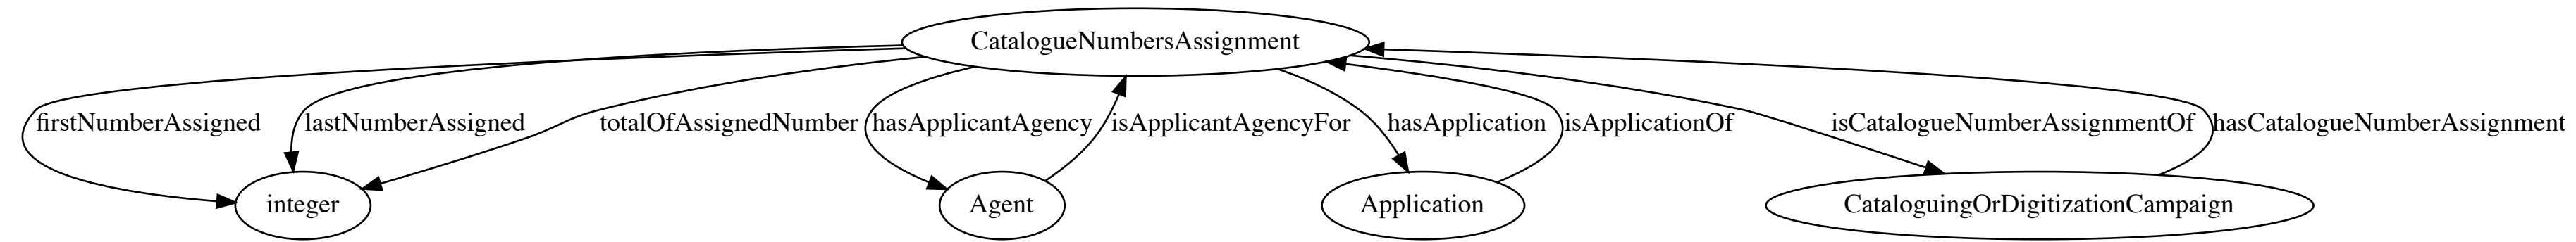 CatalogueNumbersAssignment
firstNumberAssigned
lastNumberAssigned
totalOfAssignedNumber
hasApplicantAgency
isApplicantAgencyFor
hasApplication
isApplicationOf
isCatalogueNumberAssignmentOf
hasCatalogueNumberAssignment
integer
Agent
Application
CataloguingOrDigitizationCampaign